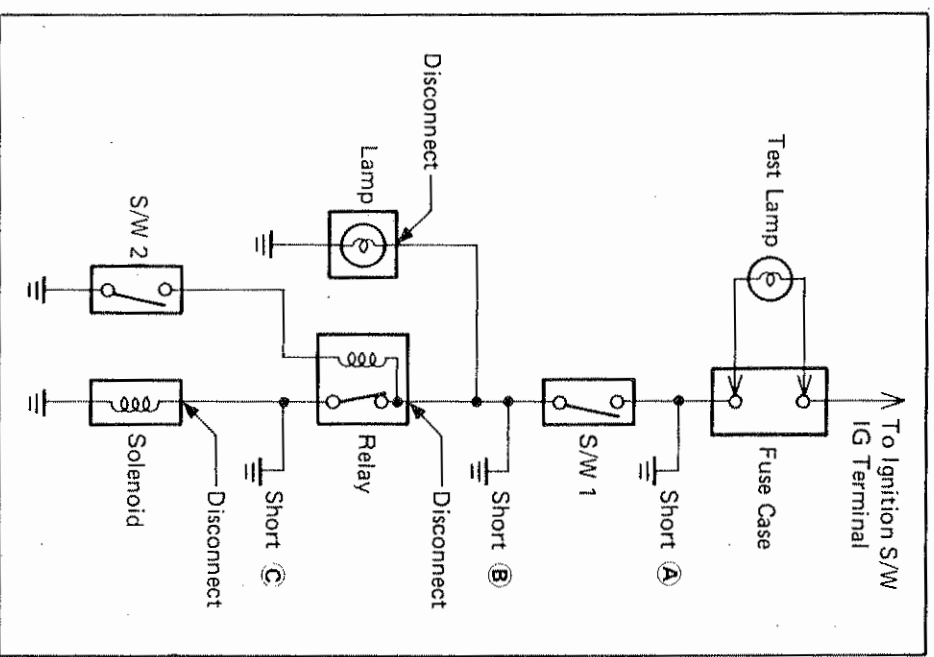 To Ignition S/W
IG Terminal
Fuse Case
Test Lamp
Short Ⓐ
S/W 1
Short Ⓑ
Disconnect
Disconnect
Lamp
Relay
Short Ⓒ
S/W 2
Disconnect
Solenoid